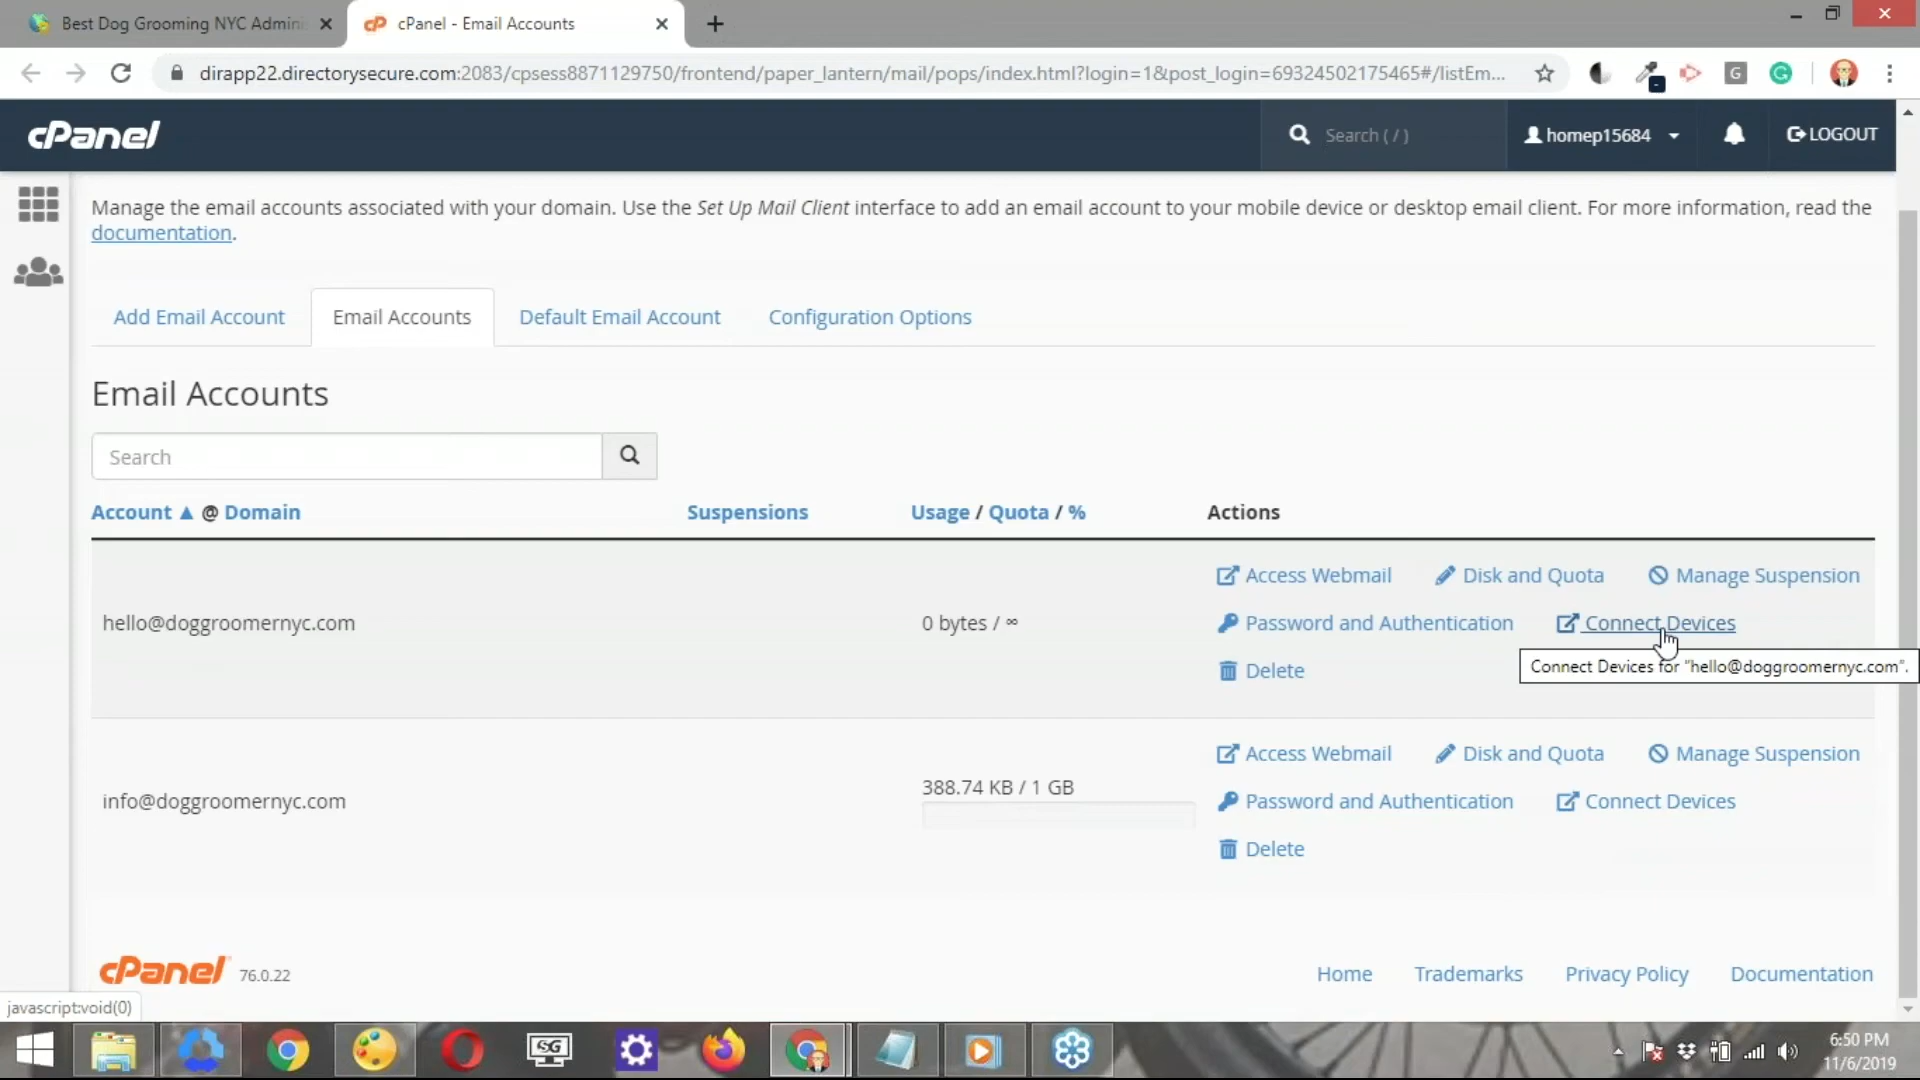 Best Dog Grooming NYC Admini
cPanel - Email Accounts
dirapp22.directorysecure.com:2083/cpsess8871129750/frontend/paper_lantern/mail/pops/index.html?login=1&post_login=69324502175465#/listEm...
cPanel
Search ( / )
homep15684
LOGOUT
Manage the email accounts associated with your domain. Use the Set Up Mail Client interface to add an email account to your mobile device or desktop email client. For more information, read the
documentation.
Add Email Account
Email Accounts
Default Email Account
Configuration Options
Email Accounts
Search
Account ▲ @ Domain
Suspensions
Usage / Quota / %
Actions
Access Webmail
Disk and Quota
Manage Suspension
hello@doggroomernyc.com
0 bytes / ∞
Password and Authentication
Connect Devices
Connect Devices for "hello@doggroomernyc.com".
Delete
Access Webmail
Disk and Quota
Manage Suspension
388.74 KB / 1 GB
info@doggroomernyc.com
Password and Authentication
Connect Devices
Delete
cPanel 76.0.22
Home
Trademarks
Privacy Policy
Documentation
javascript:void(0)
SG
6:50 PM
11/6/2019